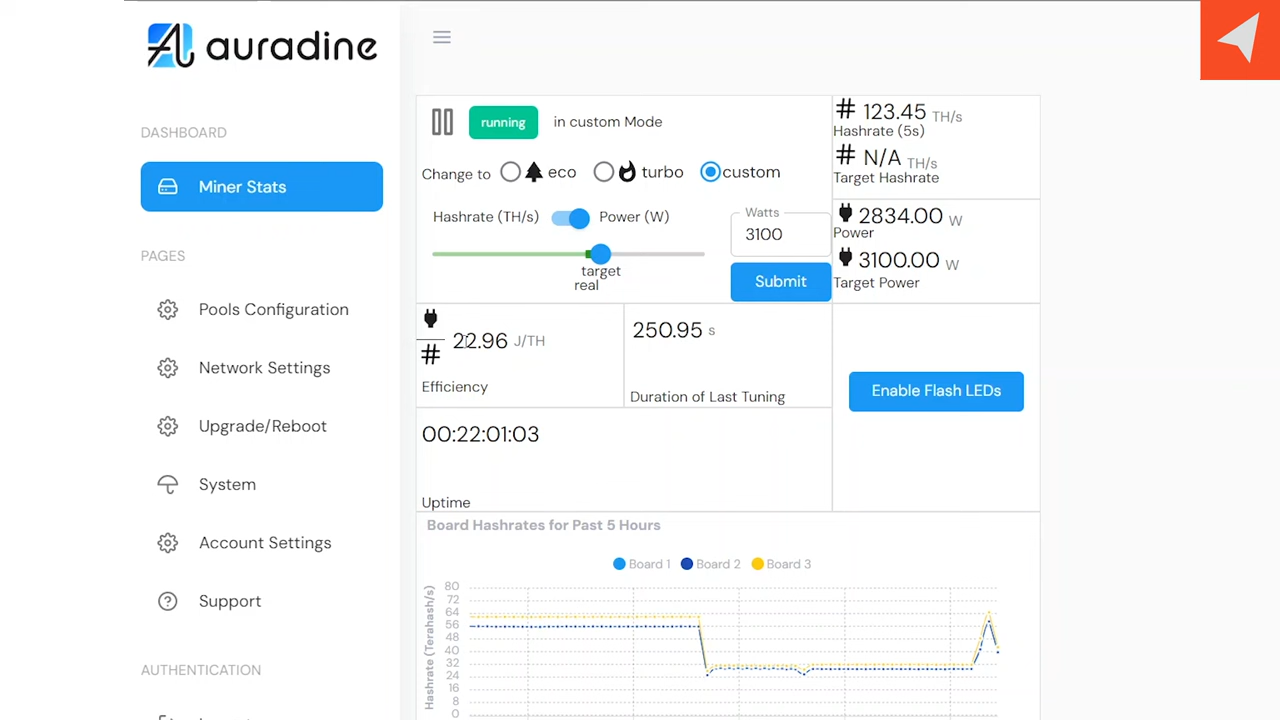 auradine
DASHBOARD
Miner Stats
PAGES
Pools Configuration
Network Settings
Upgrade/Reboot
System
Account Settings
Support
AUTHENTICATION
running in custom Mode
Change to eco turbo custom
Hashrate (TH/s) Power (W)
Watts
3100
target
real
Submit
# 123.45 TH/s
Hashrate (5s)
# N/A TH/s
Target Hashrate
2834.00 W
Power
3100.00 W
Target Power
# 22.96 J/TH
Efficiency
250.95 s
Duration of Last Tuning
Enable Flash LEDs
00:22:01:03
Uptime
Board Hashrates for Past 5 Hours
Board 1 Board 2 Board 3
Hashrate (Terahash/s)
80
72
64
56
48
40
32
24
16
8
0